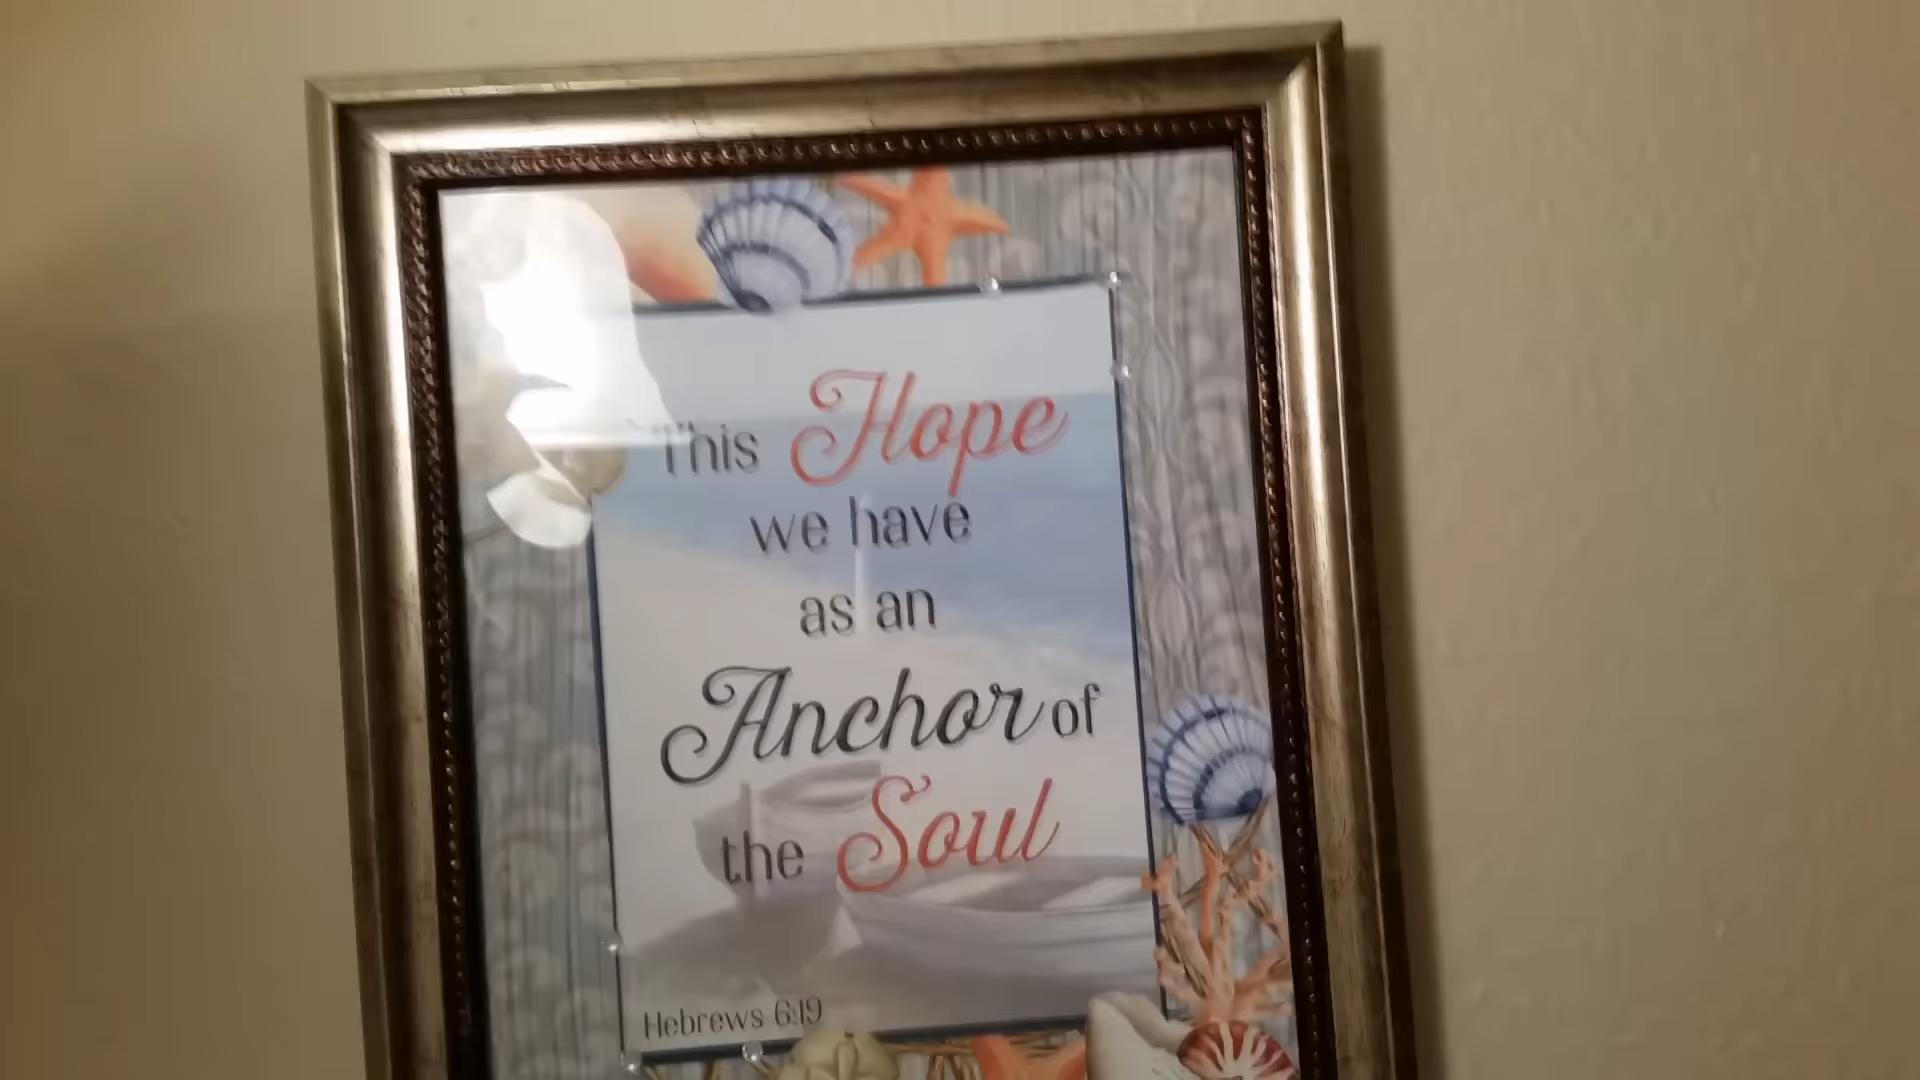 This Hope
we have
as an
Anchor of
the Soul
Hebrews 6:19